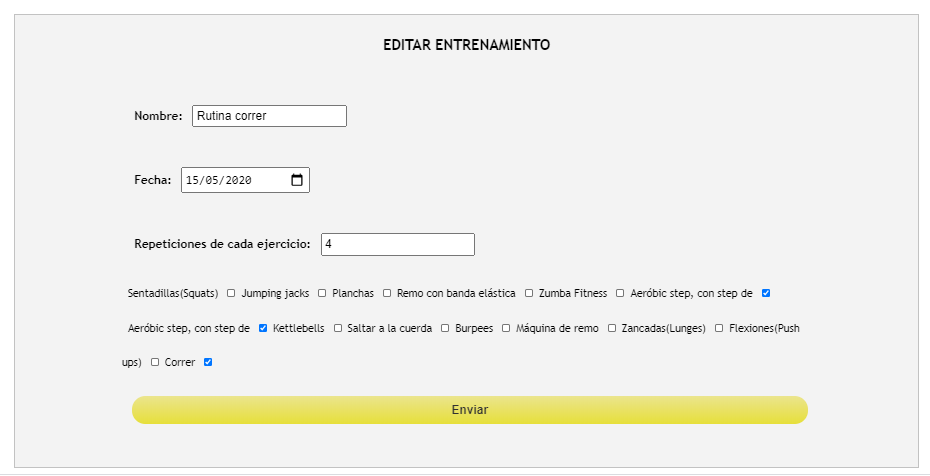 EDITAR ENTRENAMIENTO
Nombre: Rutina correr
Fecha: 15/05/2020
Repeticiones de cada ejercicio: 4
Sentadillas(Squats) Jumping jacks Planchas Remo con banda elástica Zumba Fitness Aeróbic step, con step de
Aeróbic step, con step de Kettlebells Saltar a la cuerda Burpees Máquina de remo Zancadas(Lunges) Flexiones(Push
ups) Correr
Enviar